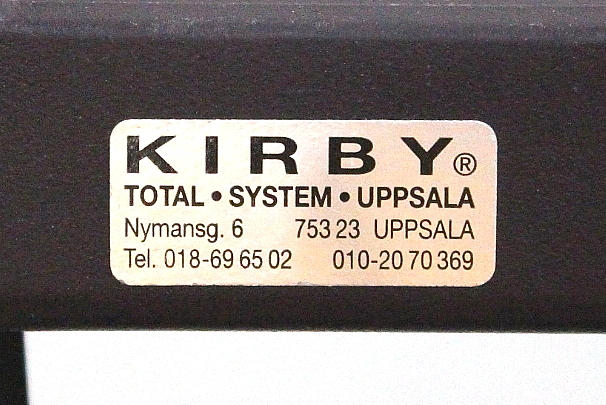 KIRBY®
TOTAL • SYSTEM • UPPSALA
Nymansg. 6 753 23 UPPSALA
Tel. 018-69 65 02 010-20 70 369